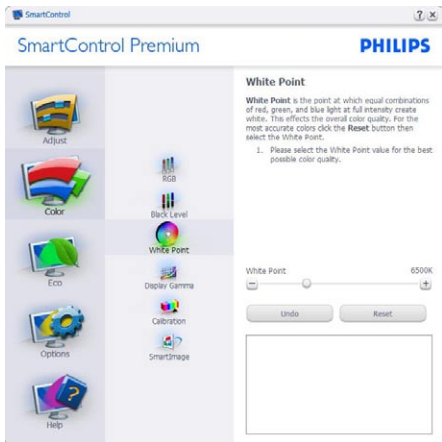 SmartControl
SmartControl Premium
PHILIPS
Adjust
Color
Eco
Options
Help
RGB
Black Level
White Point
Display Gamma
Calibration
SmartImage
White Point
White Point is the point at which equal combinations
of red, green, and blue light at full intensity create
white. This effects the overall color quality. For the
most accurate colors click the Reset button then
select the White Point.
1. Please select the White Point value for the best
possible color quality.
White Point 6500K
Undo Reset